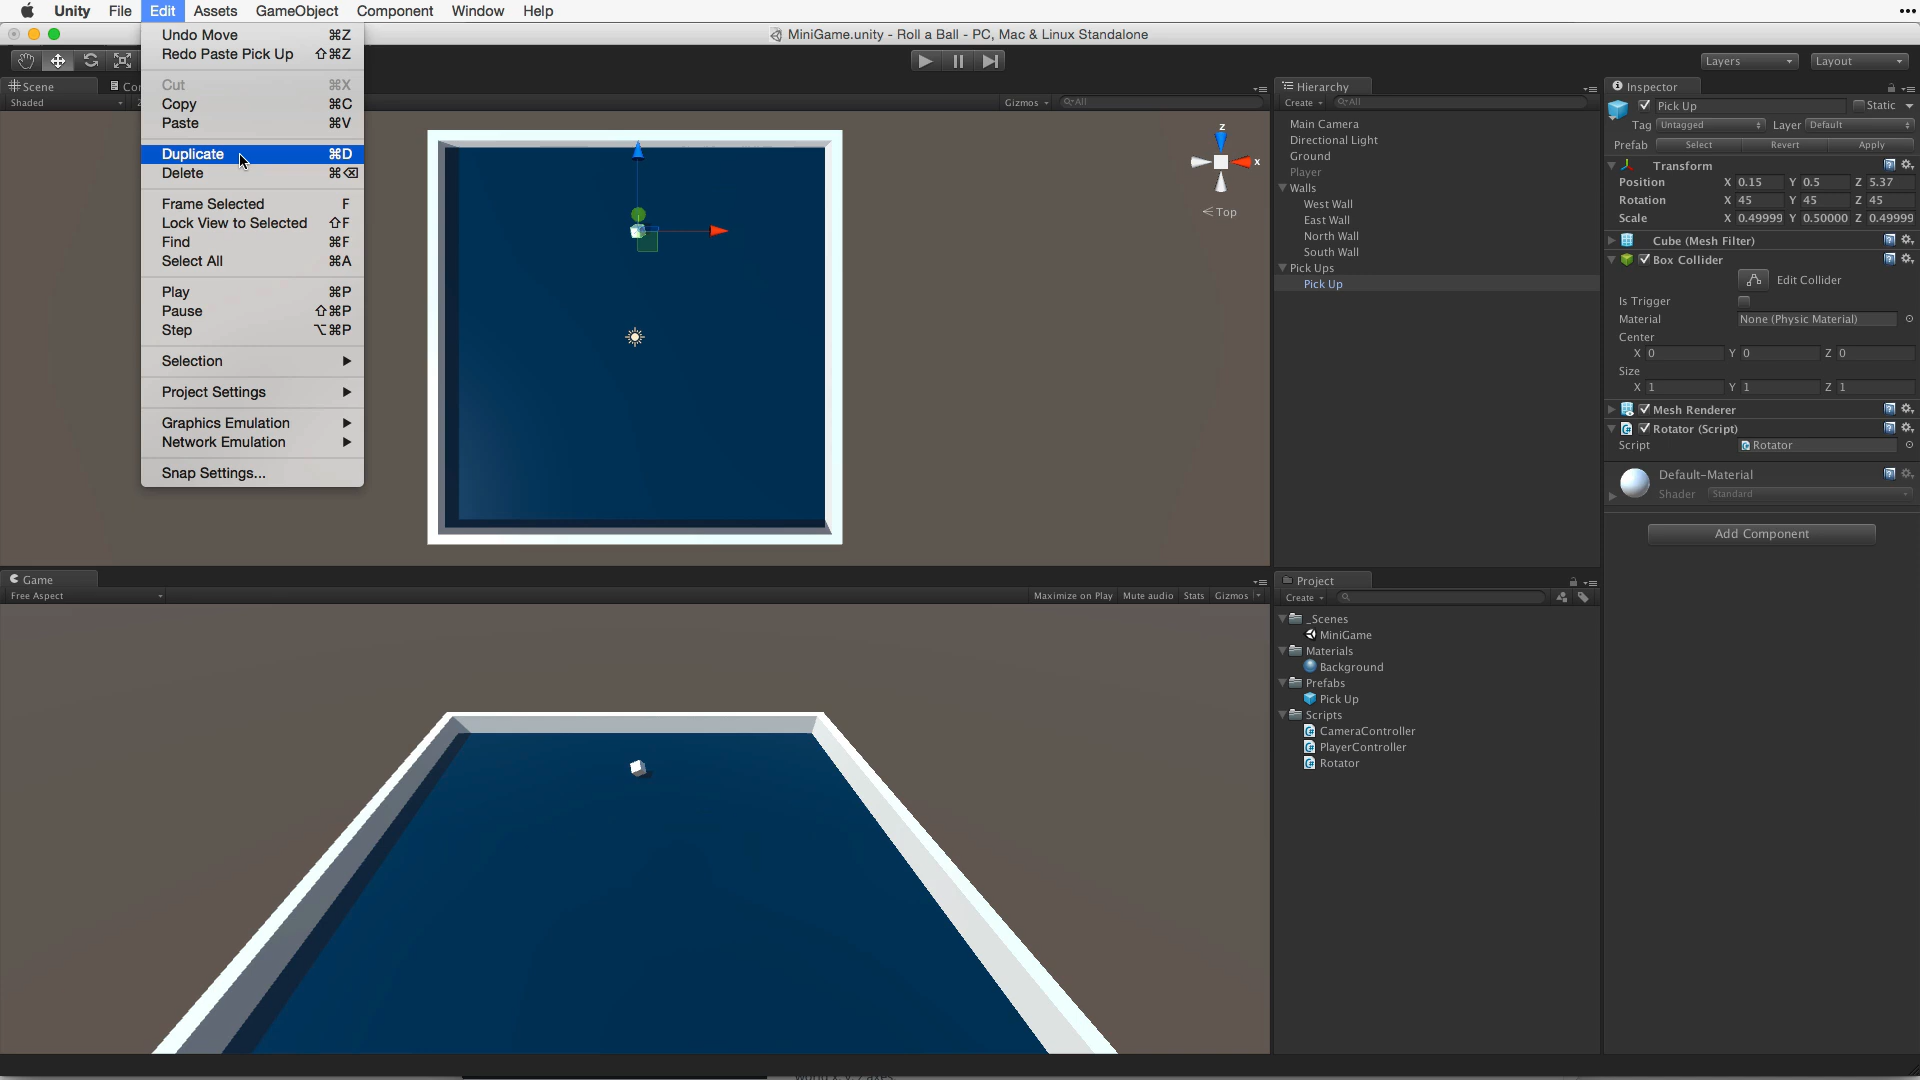 Unity File Edit Assets GameObject Component Window Help
MiniGame.unity - Roll a Ball - PC, Mac & Linux Standalone
Layers Layout
Undo Move ⌘Z
Redo Paste Pick Up ⇧⌘Z
Cut ⌘X
Copy ⌘C
Paste ⌘V
Duplicate ⌘D
Delete ⌘⌫
Frame Selected F
Lock View to Selected ⇧F
Find ⌘F
Select All ⌘A
Play ⌘P
Pause ⇧⌘P
Step ⌥⌘P
Selection
Project Settings
Graphics Emulation
Network Emulation
Snap Settings...
Scene
Shaded
Gizmos All
z
x
Top
Game
Free Aspect
Maximize on Play Mute audio Stats Gizmos
Hierarchy
Create All
Main Camera
Directional Light
Ground
Player
Walls
West Wall
East Wall
North Wall
South Wall
Pick Ups
Pick Up
Project
Create
_Scenes
MiniGame
Materials
Background
Prefabs
Pick Up
Scripts
CameraController
PlayerController
Rotator
Inspector
Pick Up Static
Tag Untagged Layer Default
Prefab Select Revert Apply
Transform
Position X 0.15 Y 0.5 Z 5.37
Rotation X 45 Y 45 Z 45
Scale X 0.49999 Y 0.50000 Z 0.49999
Cube (Mesh Filter)
Box Collider
Edit Collider
Is Trigger
Material None (Physic Material)
Center
X 0 Y 0 Z 0
Size
X 1 Y 1 Z 1
Mesh Renderer
Rotator (Script)
Script Rotator
Default-Material
Shader Standard
Add Component